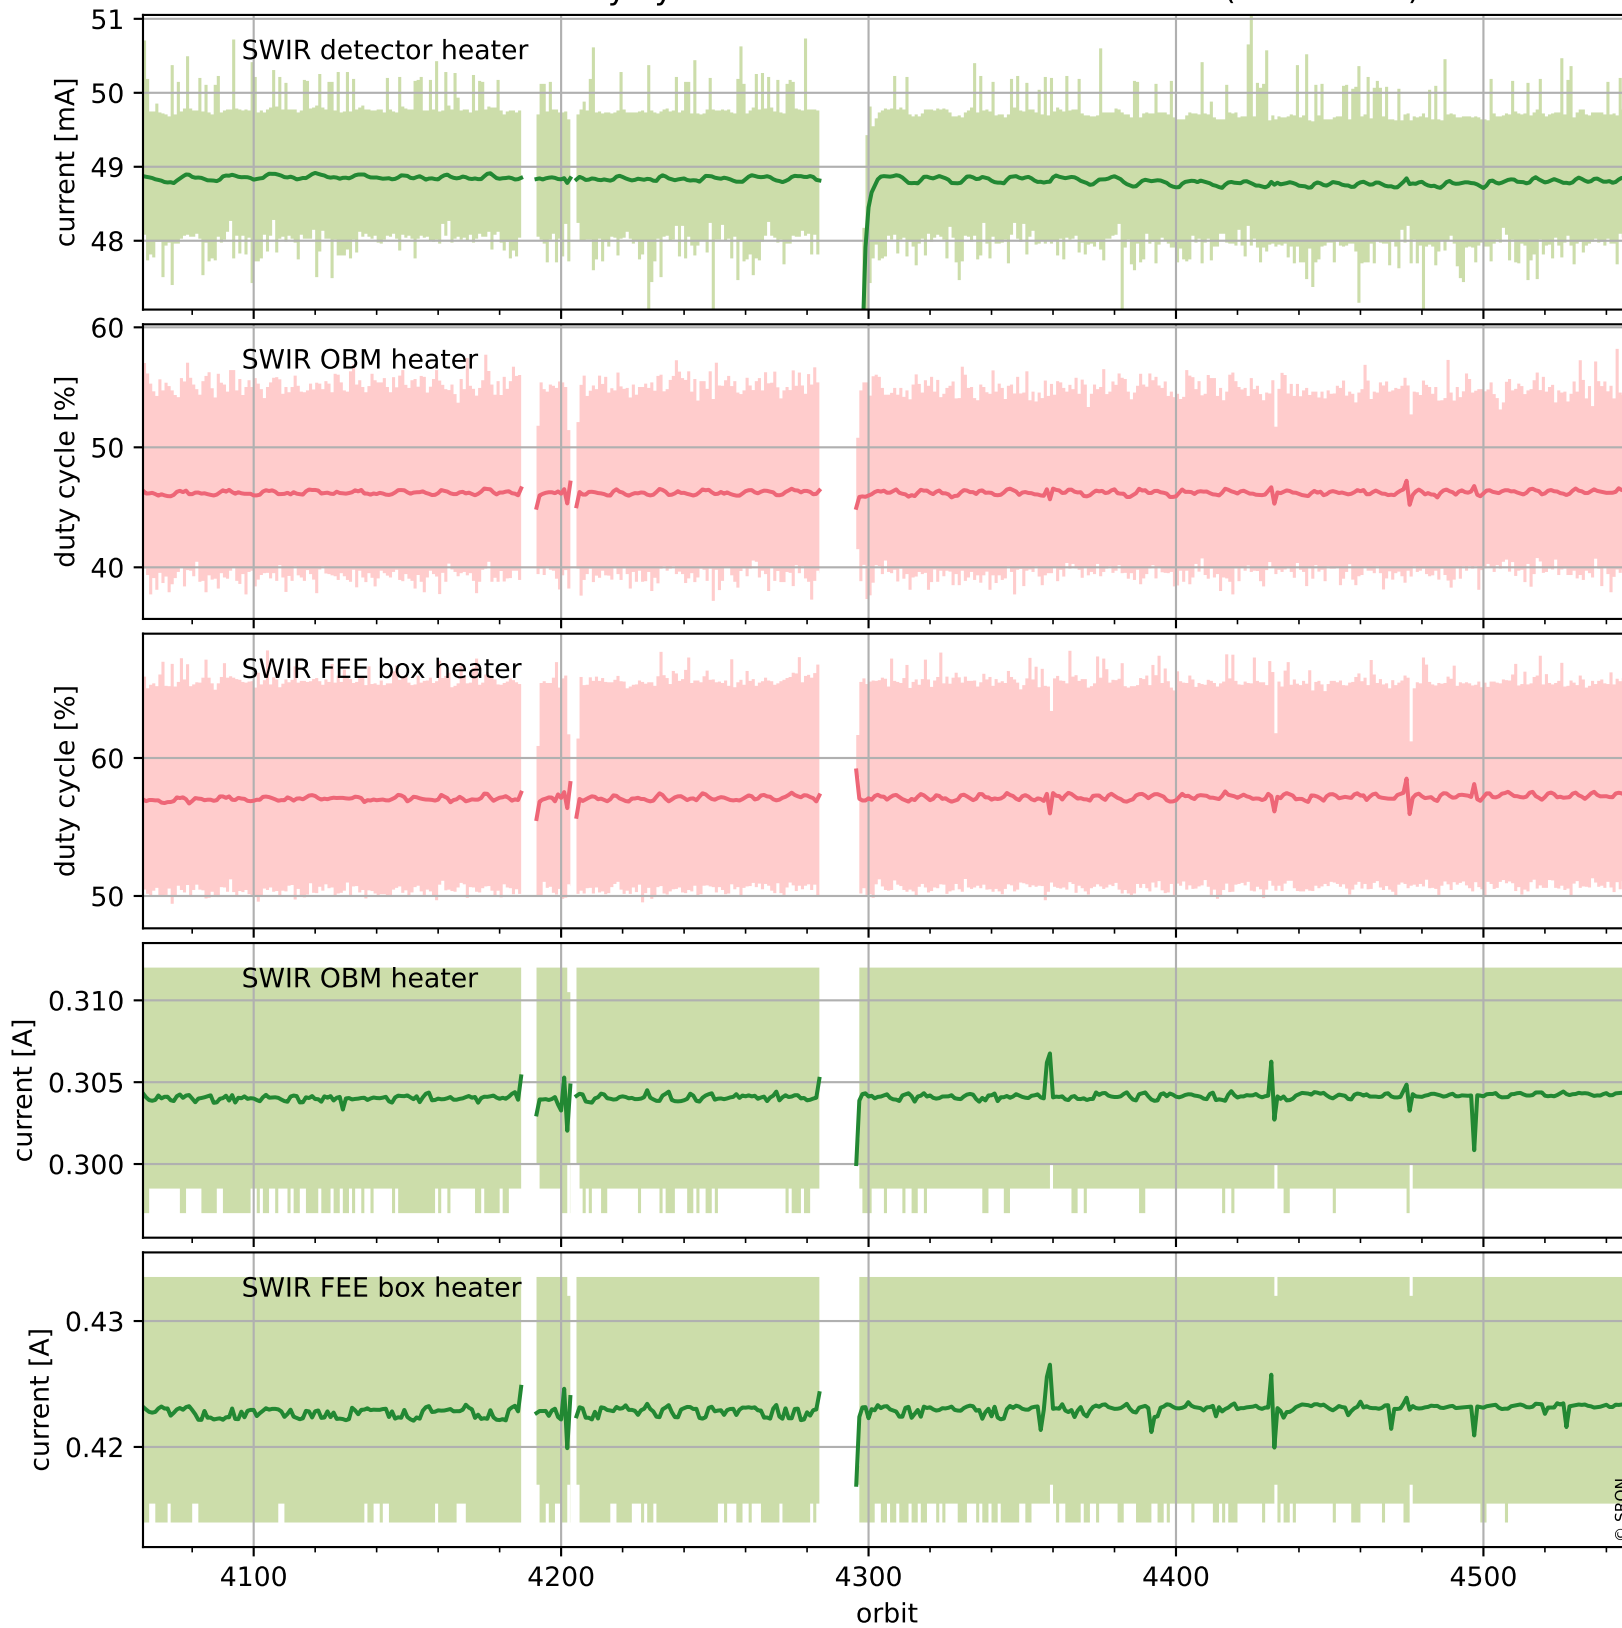 51
50
49
48
current [mA]
SWIR detector heater
60
50
40
duty cycle [%]
SWIR OBM heater
60
50
duty cycle [%]
SWIR FEE box heater
0.310
0.305
0.300
current [A]
SWIR OBM heater
0.43
0.42
current [A]
SWIR FEE box heater
4100 4200 4300 4400 4500
orbit
© SRON